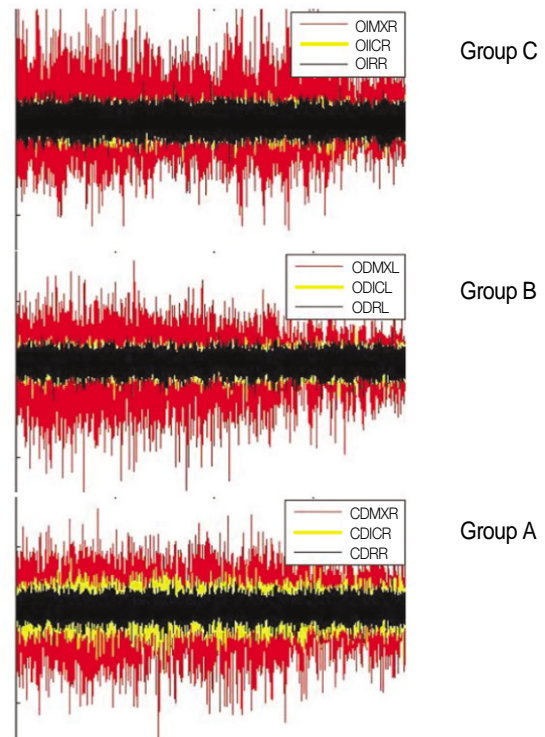 OIMXR
OIICR
OIRR
Group C
ODMXL
ODICL
ODRL
Group B
CDMXR
CDICR
CDRR
Group A